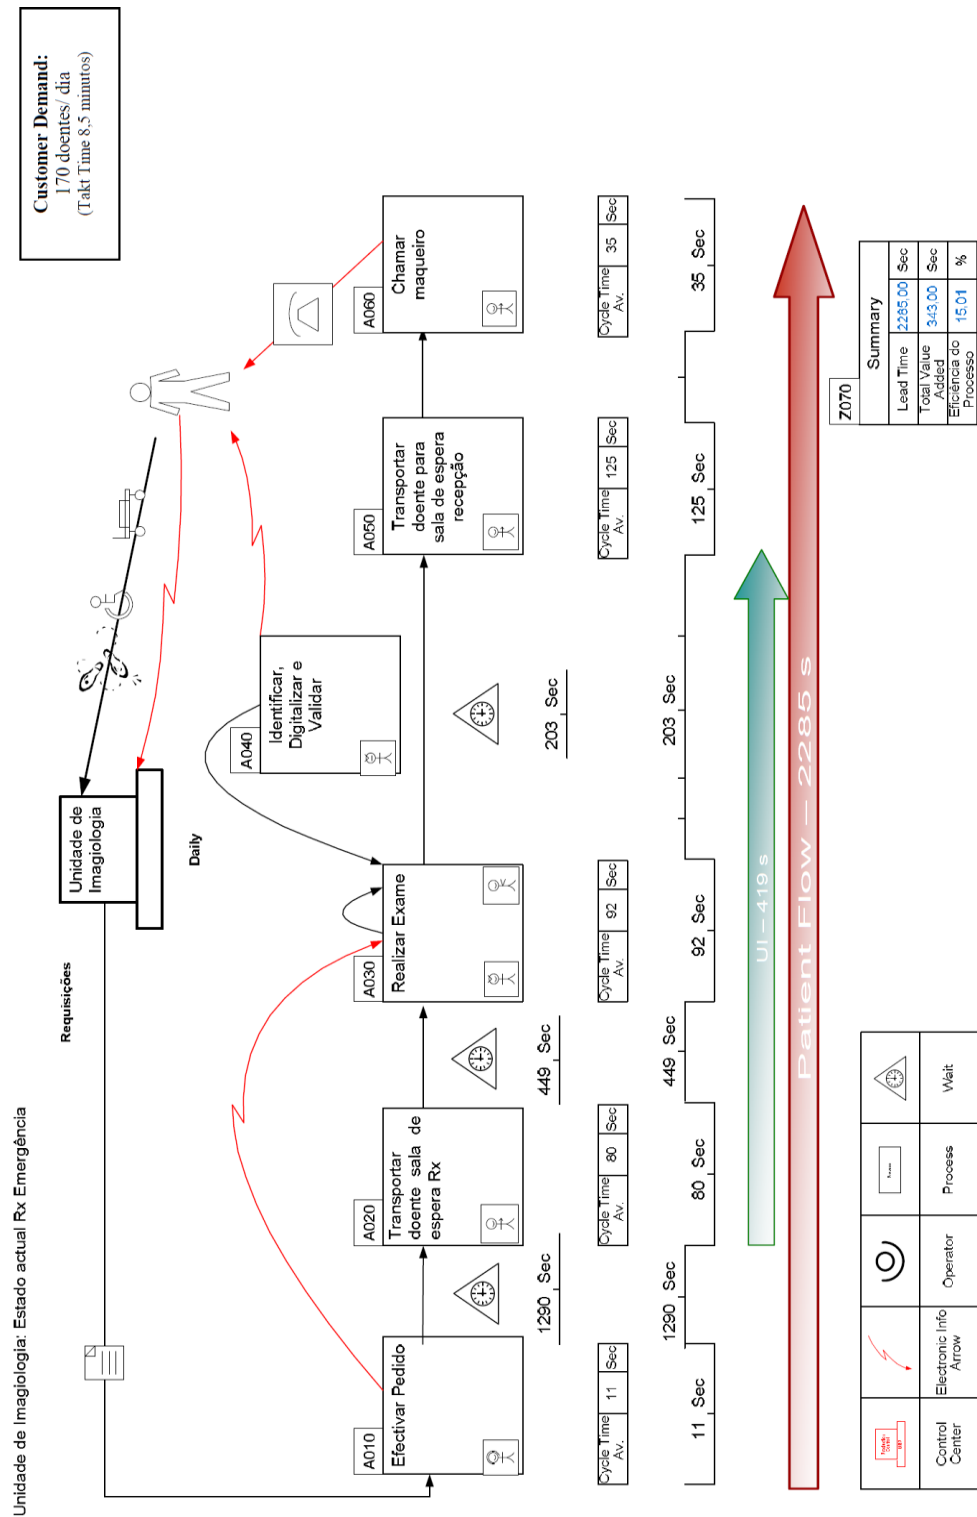 Unidade de Imagiologia: Estado actual Rx Emergência
Customer Demand:
170 doentes/ dia
(Takt Time 8,5 minutos)
Requisições
Unidade de
Imagiologia
Daily
A010
Efectivar Pedido
A020
Transportar
doente sala de
espera Rx
A030
Realizar Exame
A040
Identificar,
Digitalizar e
Validar
A050
Transportar
doente para
sala de espera
recepção
A060
Chamar
maqueiro
1290 Sec
449 Sec
203 Sec
Cycle Time
Av.
11
Sec
Cycle Time
Av.
80
Sec
Cycle Time
Av.
92
Sec
Cycle Time
Av.
125
Sec
Cycle Time
Av.
35
Sec
11 Sec
1290 Sec
80 Sec
449 Sec
92 Sec
203 Sec
125 Sec
35 Sec
UI – 419 s
Patient Flow – 2285 s
Control
Center
Electronic Info
Arrow
Operator
Process
Wait
Z070
Summary
Lead Time
2285,00
Sec
Total Value
Added
343,00
Sec
Eficiência do
Processo
15,01
%